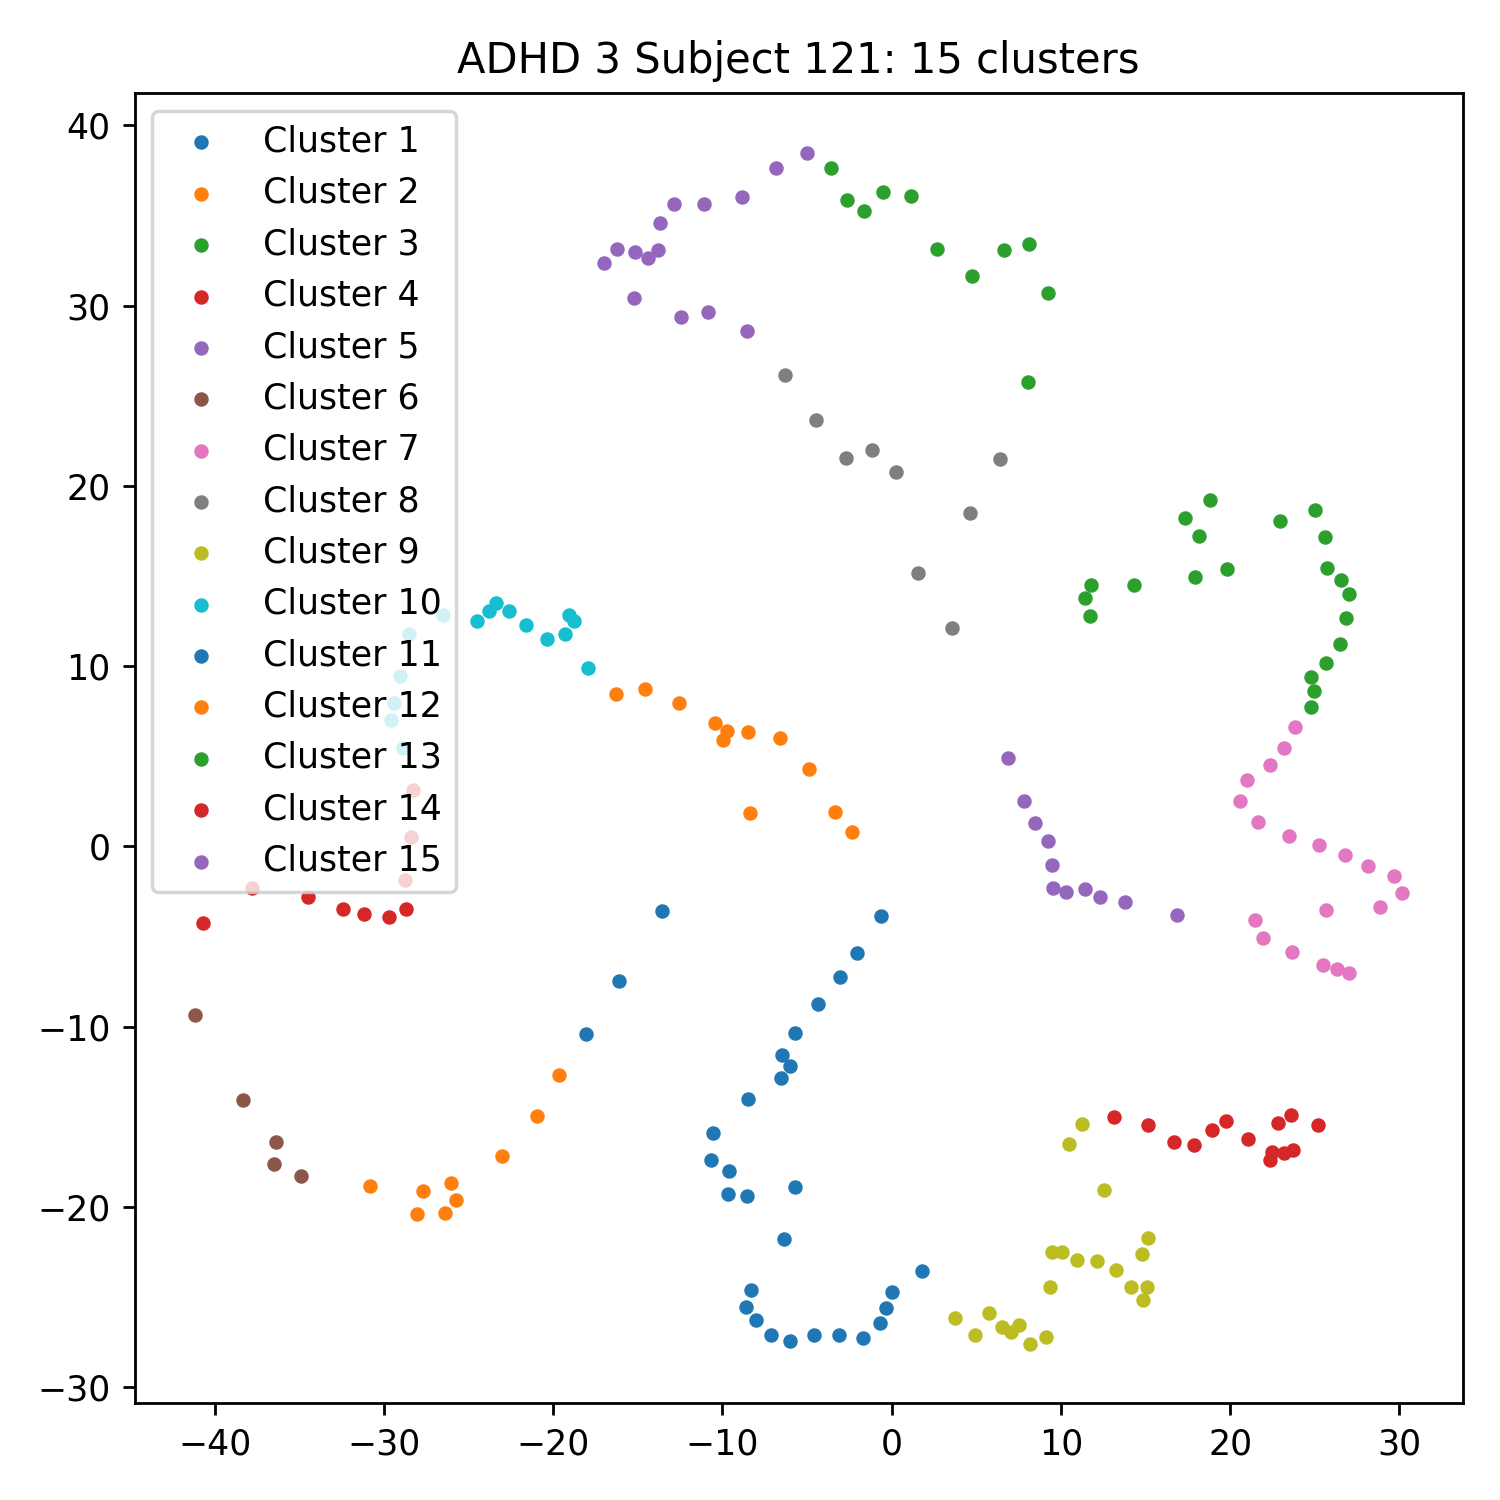 ADHD 3 Subject 121: 15 clusters
40
30
20
10
0
−10
−20
−30
Cluster 1
Cluster 2
Cluster 3
Cluster 4
Cluster 5
Cluster 6
Cluster 7
Cluster 8
Cluster 9
Cluster 10
Cluster 11
Cluster 12
Cluster 13
Cluster 14
Cluster 15
−40 −30 −20 −10 0 10 20 30